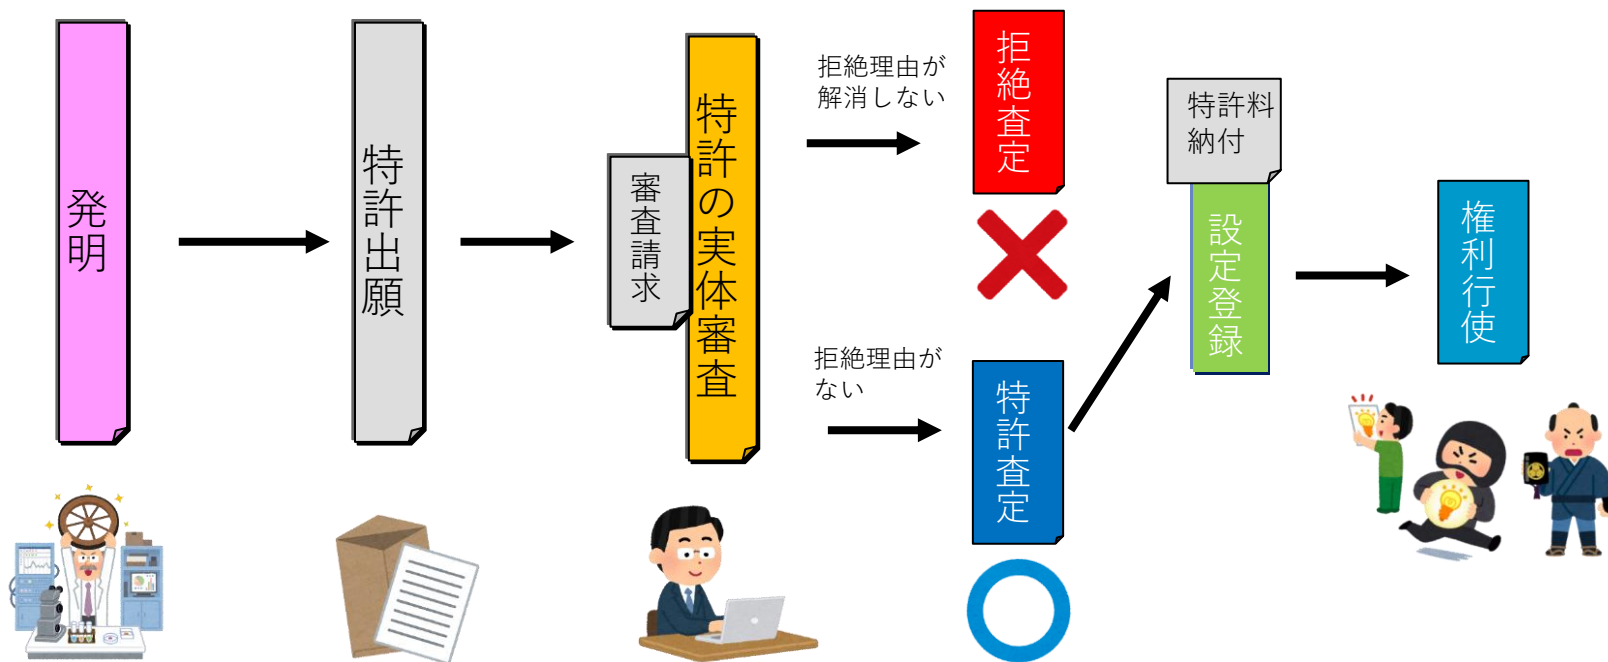 発明
特許出願
審査請求
特許の実体審査
拒絶理由が
解消しない
拒絶査定
拒絶理由が
ない
特許査定
特許料
納付
設定登録
権利行使